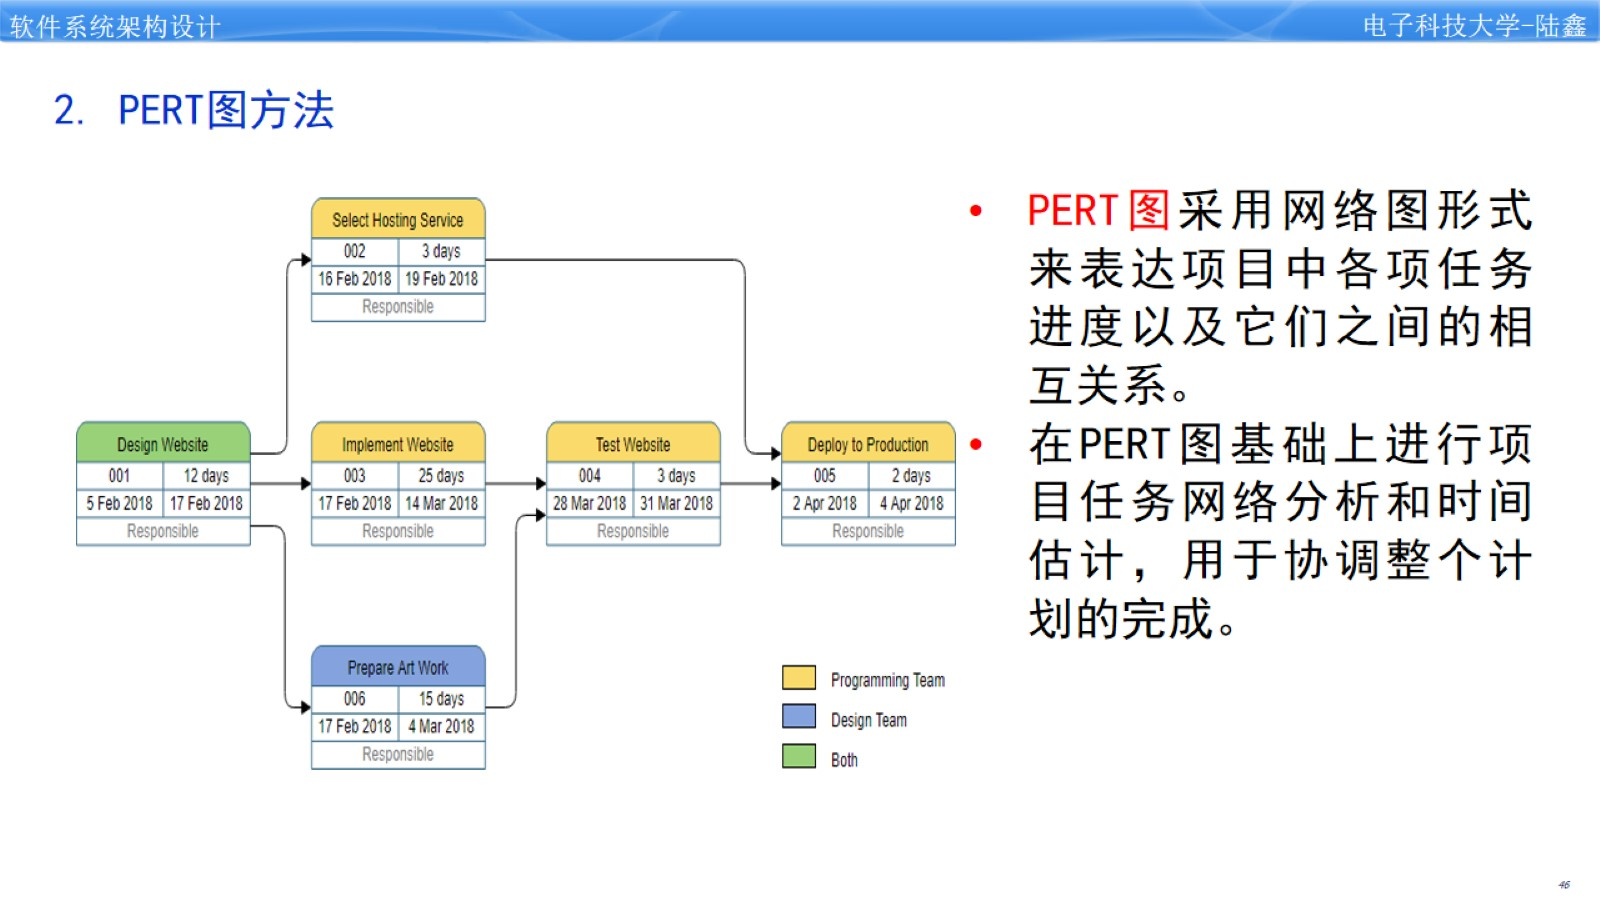 软件系统架构设计
电子科技大学-陆鑫
2. PERT图方法
Select Hosting Service
002 3 days
16 Feb 2018 19 Feb 2018
Responsible
Design Website
001 12 days
5 Feb 2018 17 Feb 2018
Responsible
Implement Website
003 25 days
17 Feb 2018 14 Mar 2018
Responsible
Test Website
004 3 days
28 Mar 2018 31 Mar 2018
Responsible
Deploy to Production
005 2 days
2 Apr 2018 4 Apr 2018
Responsible
Prepare Art Work
006 15 days
17 Feb 2018 4 Mar 2018
Responsible
Programming Team
Design Team
Both
• PERT图采用网络图形式
来表达项目中各项任务
进度以及它们之间的相
互关系。
• 在PERT图基础上进行项
目任务网络分析和时间
估计，用于协调整个计
划的完成。
46